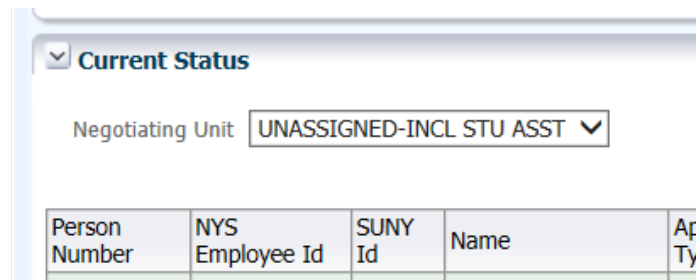 Current Status
Negotiating Unit UNASSIGNED-INCL STU ASST
Person Number NYS Employee Id SUNY Id Name